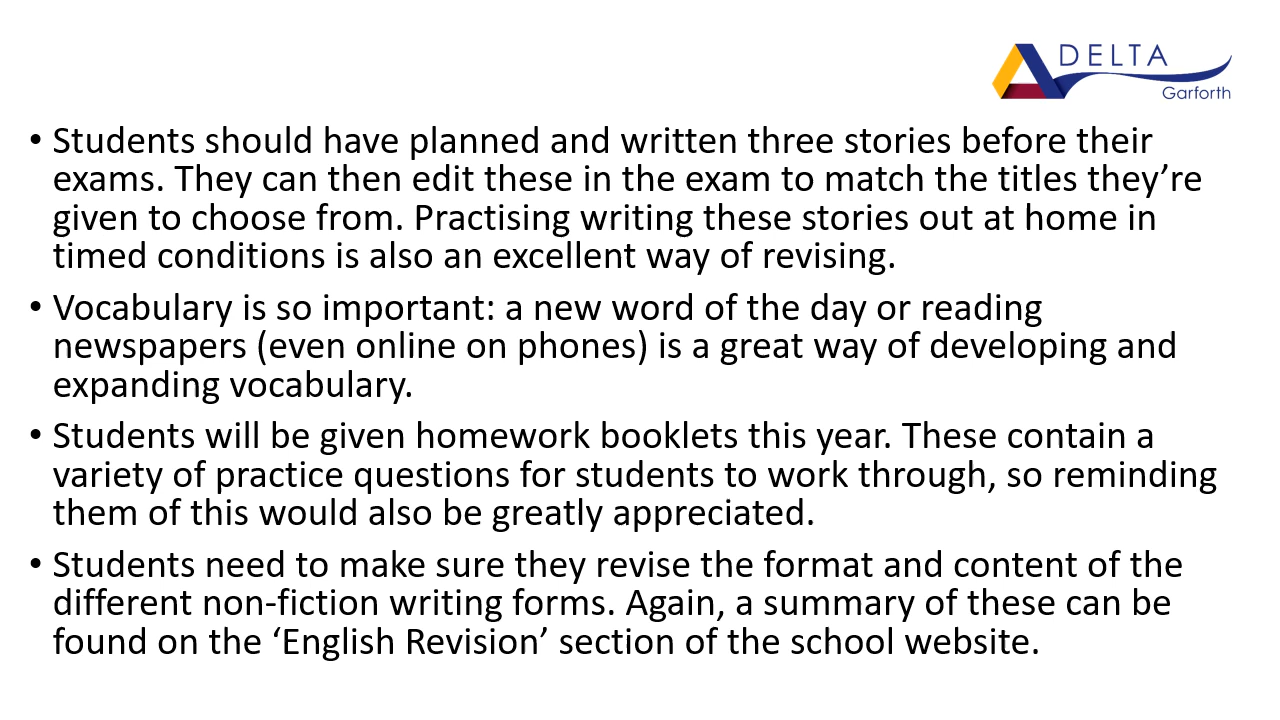 DELTA
Garforth
• Students should have planned and written three stories before their
exams. They can then edit these in the exam to match the titles they’re
given to choose from. Practising writing these stories out at home in
timed conditions is also an excellent way of revising.
• Vocabulary is so important: a new word of the day or reading
newspapers (even online on phones) is a great way of developing and
expanding vocabulary.
• Students will be given homework booklets this year. These contain a
variety of practice questions for students to work through, so reminding
them of this would also be greatly appreciated.
• Students need to make sure they revise the format and content of the
different non-fiction writing forms. Again, a summary of these can be
found on the ‘English Revision’ section of the school website.